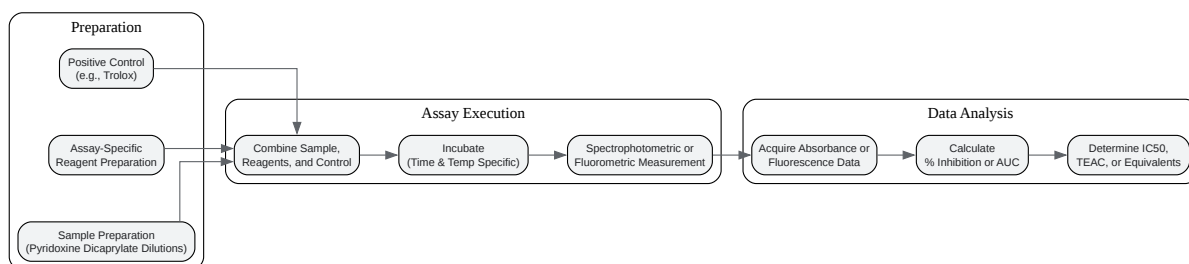 Preparation
Positive Control
(e.g., Trolox)
Assay-Specific
Reagent Preparation
Sample Preparation
(Pyridoxine Dicaprylate Dilutions)
Assay Execution
Combine Sample,
Reagents, and Control
Incubate
(Time & Temp Specific)
Spectrophotometric or
Fluorometric Measurement
Data Analysis
Acquire Absorbance or
Fluorescence Data
Calculate
% Inhibition or AUC
Determine IC50,
TEAC, or Equivalents